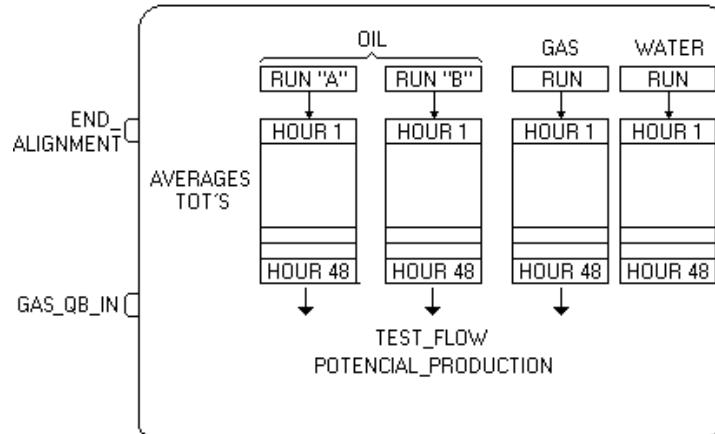 OIL
GAS
WATER
RUN "A"
RUN "B"
RUN
RUN
END_
ALIGNMENT
HOUR 1
HOUR 1
HOUR 1
HOUR 1
AVERAGES
TOT´S
HOUR 48
HOUR 48
HOUR 48
HOUR 48
GAS_QB_IN
TEST_FLOW
POTENCIAL_PRODUCTION